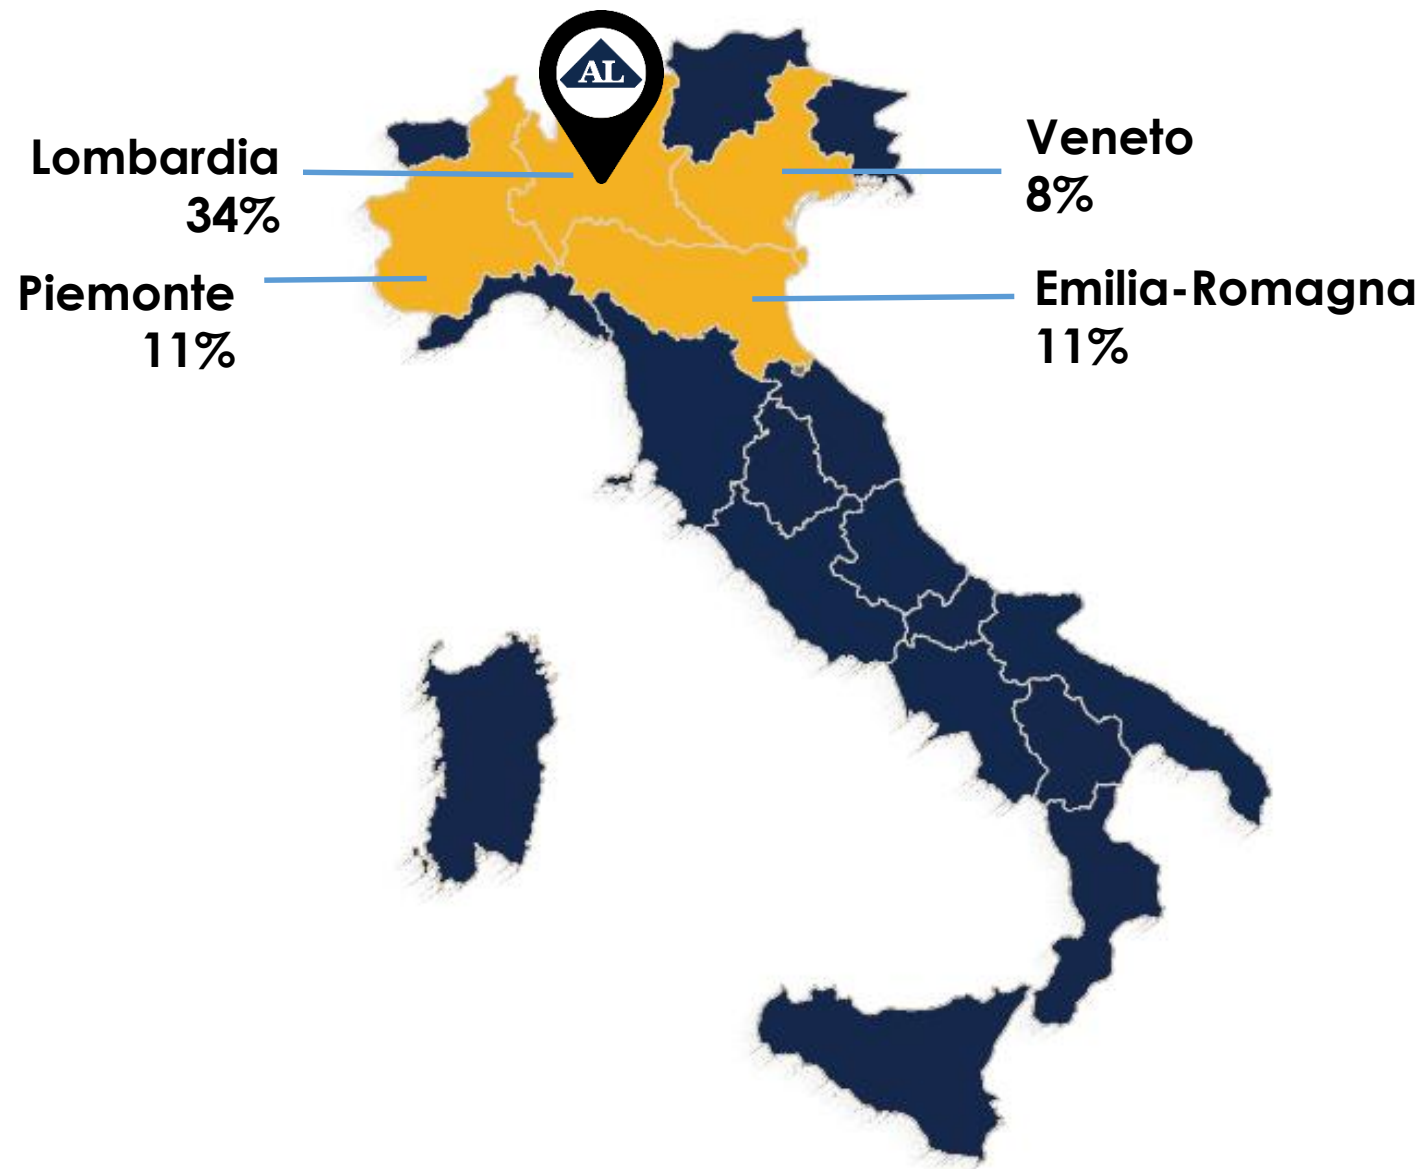 AL
Lombardia
34%
Piemonte
11%
Veneto
8%
Emilia-Romagna
11%